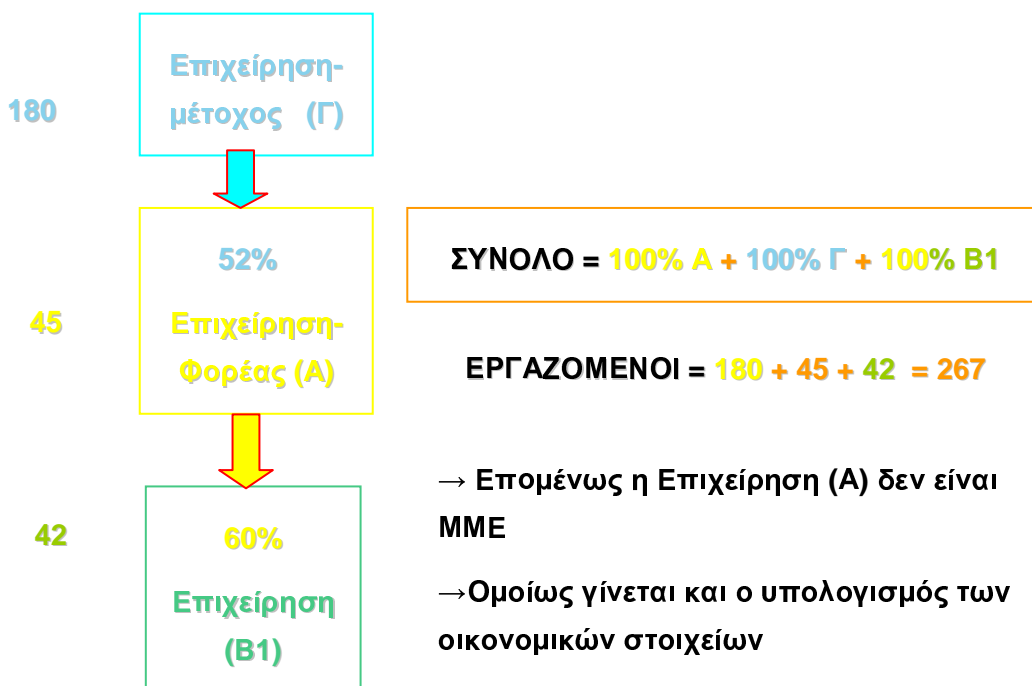 180
Επιχείρηση-
μέτοχος (Γ)
52%
45
Επιχείρηση-
Φορέας (Α)
42
60%
Επιχείρηση
(Β1)
ΣΥΝΟΛΟ = 100% Α + 100% Γ + 100% Β1
ΕΡΓΑΖΟΜΕΝΟΙ = 180 + 45 + 42 = 267
→ Επομένως η Επιχείρηση (Α) δεν είναι
ΜΜΕ
→Ομοίως γίνεται και ο υπολογισμός των
οικονομικών στοιχείων